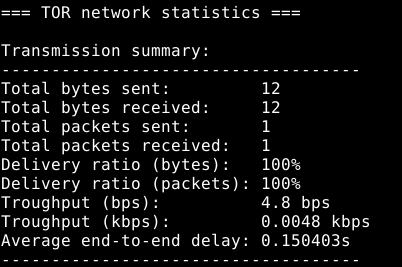 === TOR network statistics ===
Transmission summary:
------------------------------------
Total bytes sent: 12
Total bytes received: 12
Total packets sent: 1
Total packets received: 1
Delivery ratio (bytes): 100%
Delivery ratio (packets): 100%
Troughput (bps): 4.8 bps
Troughput (kbps): 0.0048 kbps
Average end-to-end delay: 0.150403s
------------------------------------